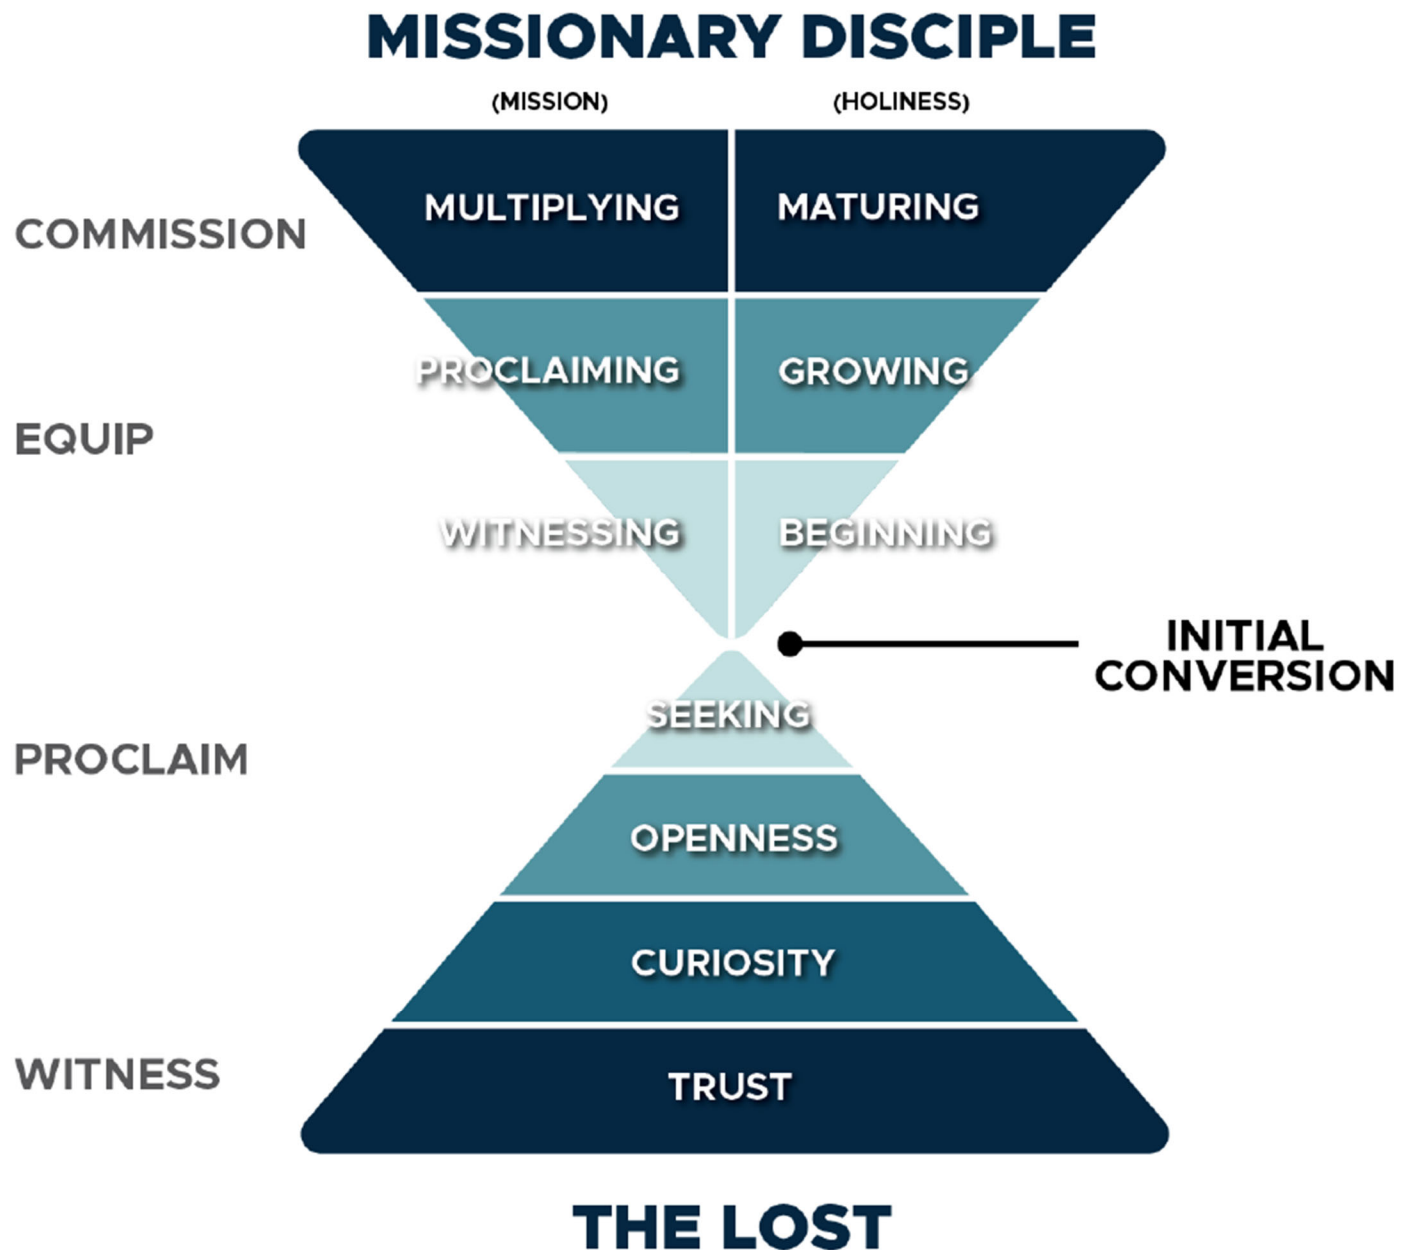 MISSIONARY DISCIPLE
(MISSION) (HOLINESS)
MULTIPLYING MATURING
COMMISSION
PROCLAIMING GROWING
EQUIP
WITNESSING BEGINNING
INITIAL
CONVERSION
SEEKING
PROCLAIM
OPENNESS
CURIOSITY
WITNESS
TRUST
THE LOST